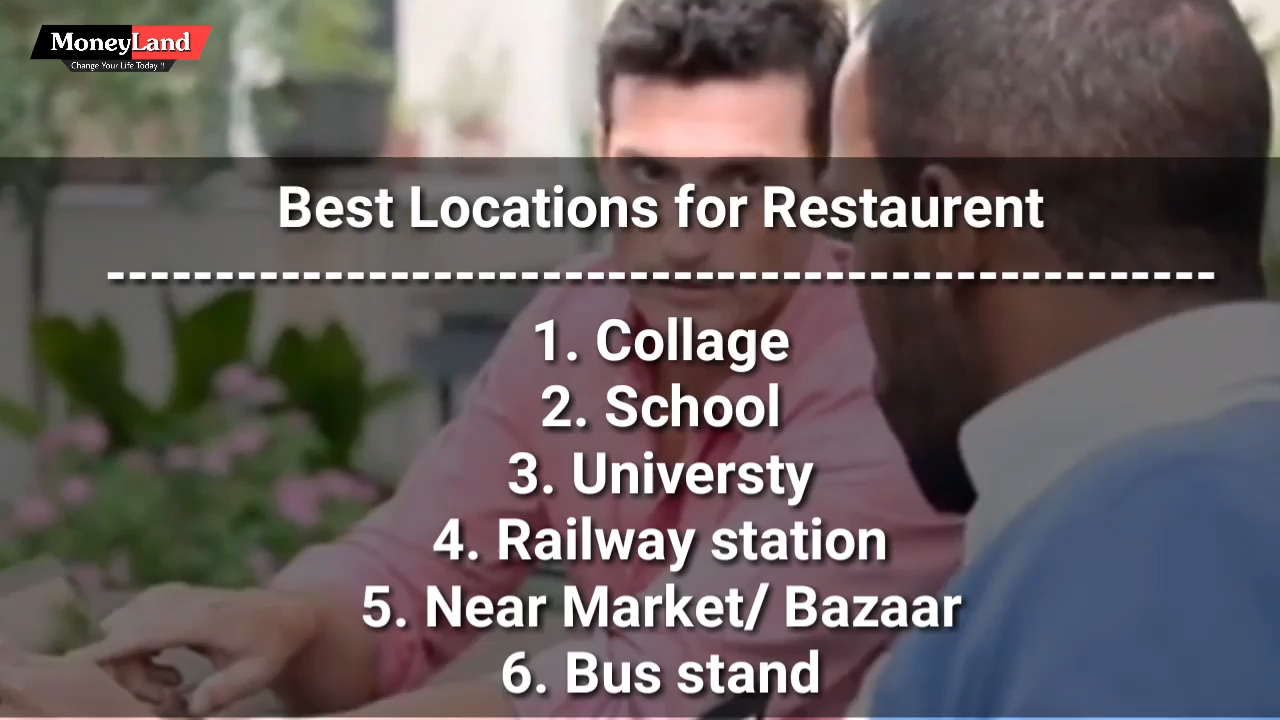 MoneyLand
Change Your Life Today !!
Best Locations for Restaurent
---------------------------------------------------
1. Collage
2. School
3. Universty
4. Railway station
5. Near Market/ Bazaar
6. Bus stand